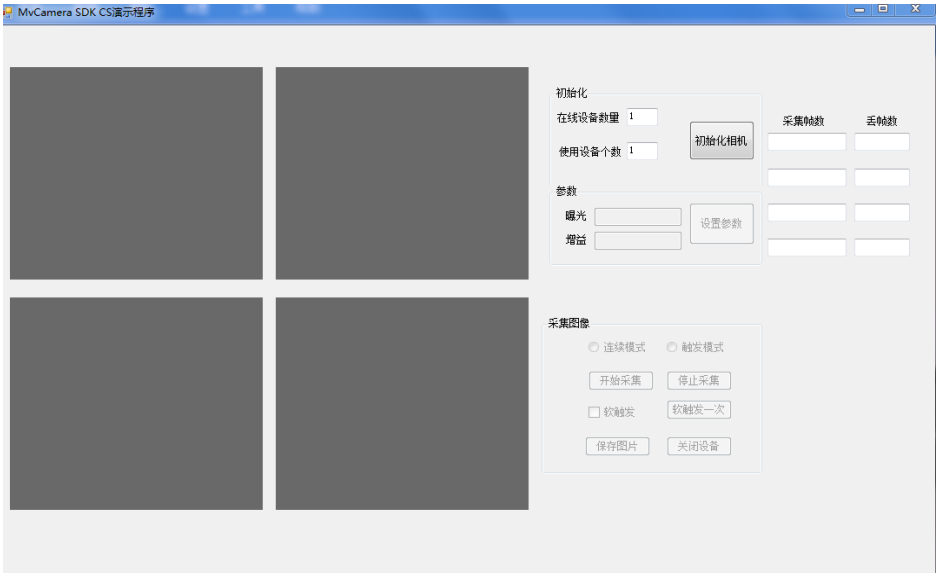 MvCamera SDK CS演示程序
初始化
在线设备数量 1
初始化相机
使用设备个数 1
采集帧数 丢帧数
参数
曝光
设置参数
增益
采集图像
连续模式 触发模式
开始采集 停止采集
软触发 软触发一次
保存图片 关闭设备